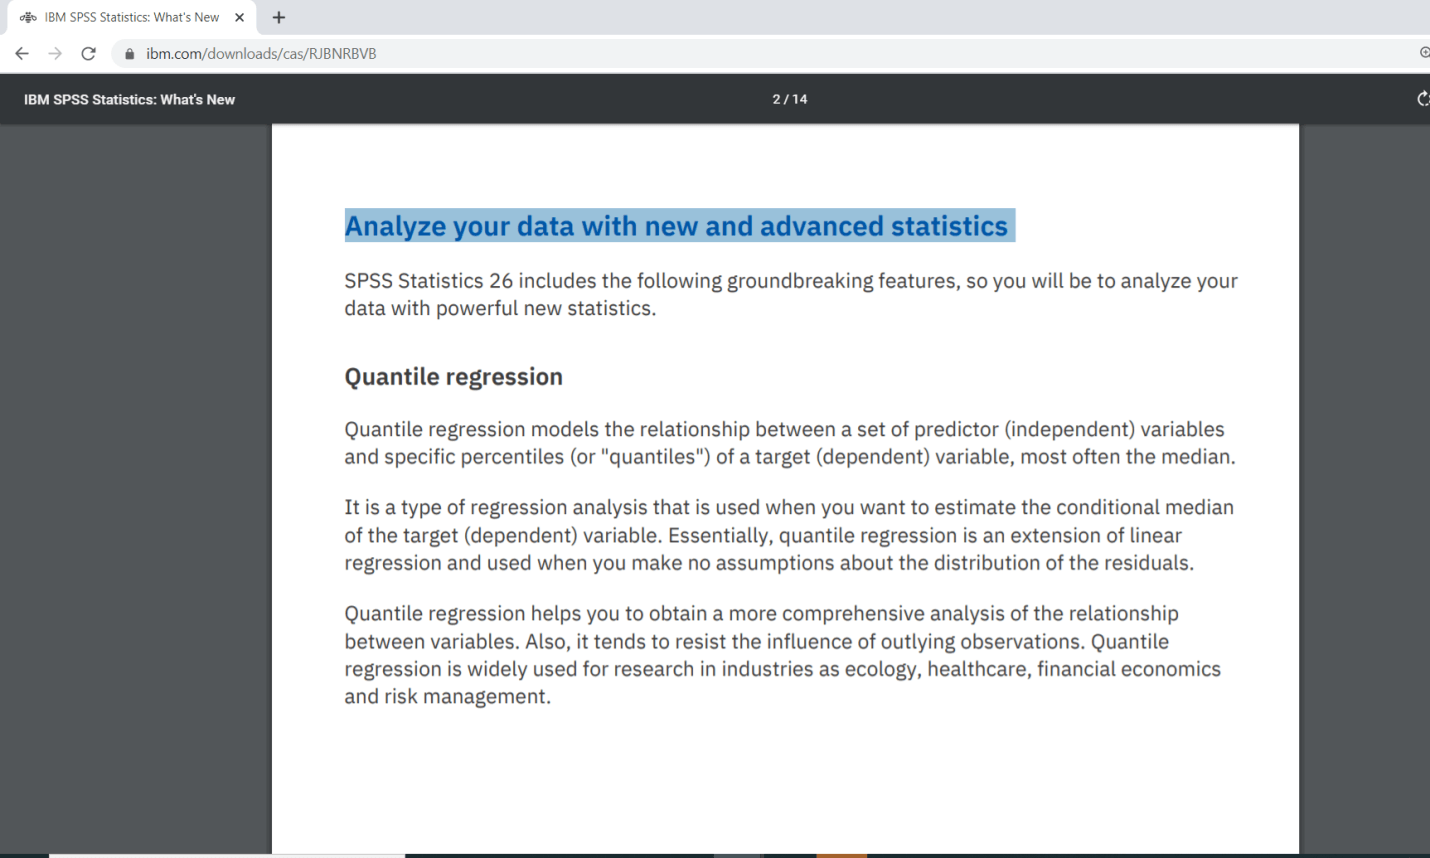 IBM SPSS Statistics: What's New
ibm.com/downloads/cas/RJBNRBVB
IBM SPSS Statistics: What's New 2 / 14
Analyze your data with new and advanced statistics
SPSS Statistics 26 includes the following groundbreaking features, so you will be to analyze your
data with powerful new statistics.
Quantile regression
Quantile regression models the relationship between a set of predictor (independent) variables
and specific percentiles (or "quantiles") of a target (dependent) variable, most often the median.
It is a type of regression analysis that is used when you want to estimate the conditional median
of the target (dependent) variable. Essentially, quantile regression is an extension of linear
regression and used when you make no assumptions about the distribution of the residuals.
Quantile regression helps you to obtain a more comprehensive analysis of the relationship
between variables. Also, it tends to resist the influence of outlying observations. Quantile
regression is widely used for research in industries as ecology, healthcare, financial economics
and risk management.